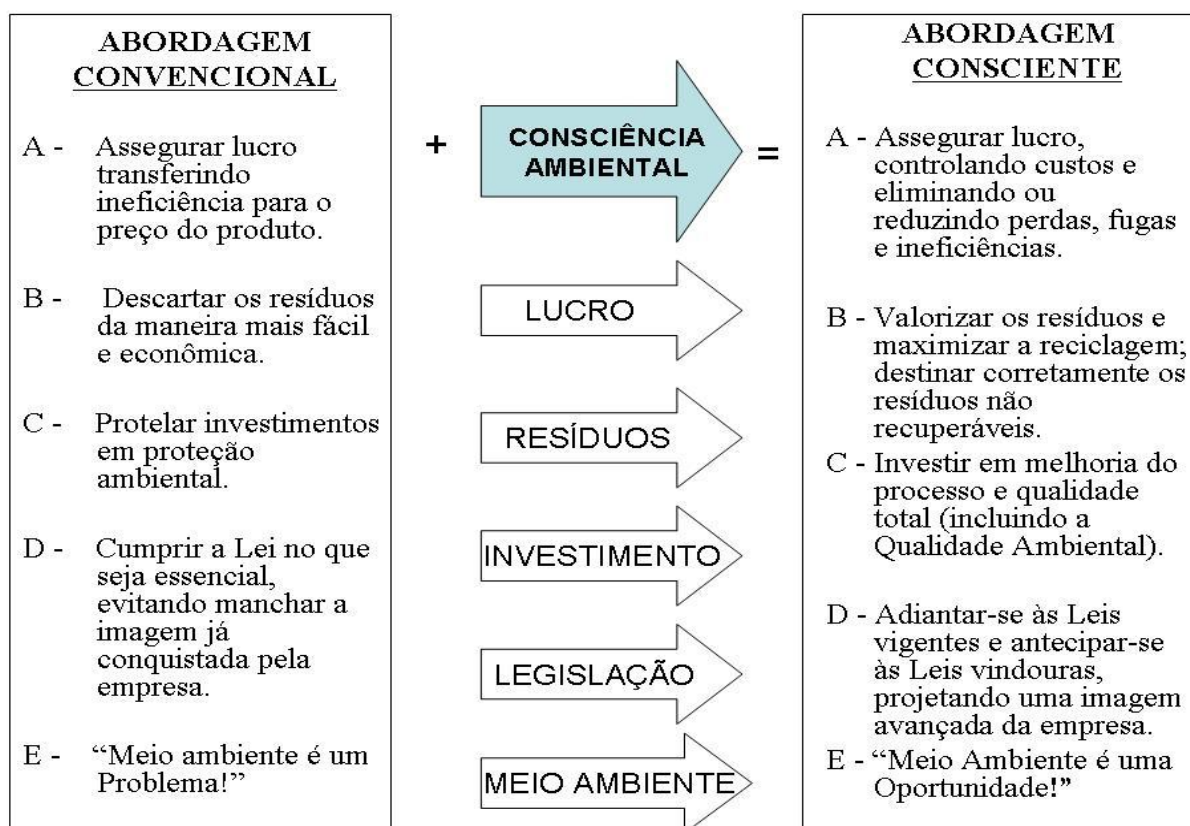 ABORDAGEM
CONVENCIONAL
A - Assegurar lucro
transferindo
ineficiência para o
preço do produto.
B - Descartar os resíduos
da maneira mais fácil
e econômica.
C - Protelar investimentos
em proteção
ambiental.
D - Cumprir a Lei no que
seja essencial,
evitando manchar a
imagem já
conquistada pela
empresa.
E - “Meio ambiente é um
Problema!”
+
CONSCIÊNCIA
AMBIENTAL
=
LUCRO
RESÍDUOS
INVESTIMENTO
LEGISLAÇÃO
MEIO AMBIENTE
ABORDAGEM
CONSCIENTE
A - Assegurar lucro,
controlando custos e
eliminando ou
reduzindo perdas, fugas
e ineficiências.
B - Valorizar os resíduos e
maximizar a reciclagem;
destinar corretamente os
resíduos não
recuperáveis.
C - Investir em melhoria do
processo e qualidade
total (incluindo a
Qualidade Ambiental).
D - Adiantar-se às Leis
vigentes e antecipar-se
às Leis vindouras,
projetando uma imagem
avançada da empresa.
E - “Meio Ambiente é uma
Oportunidade!”